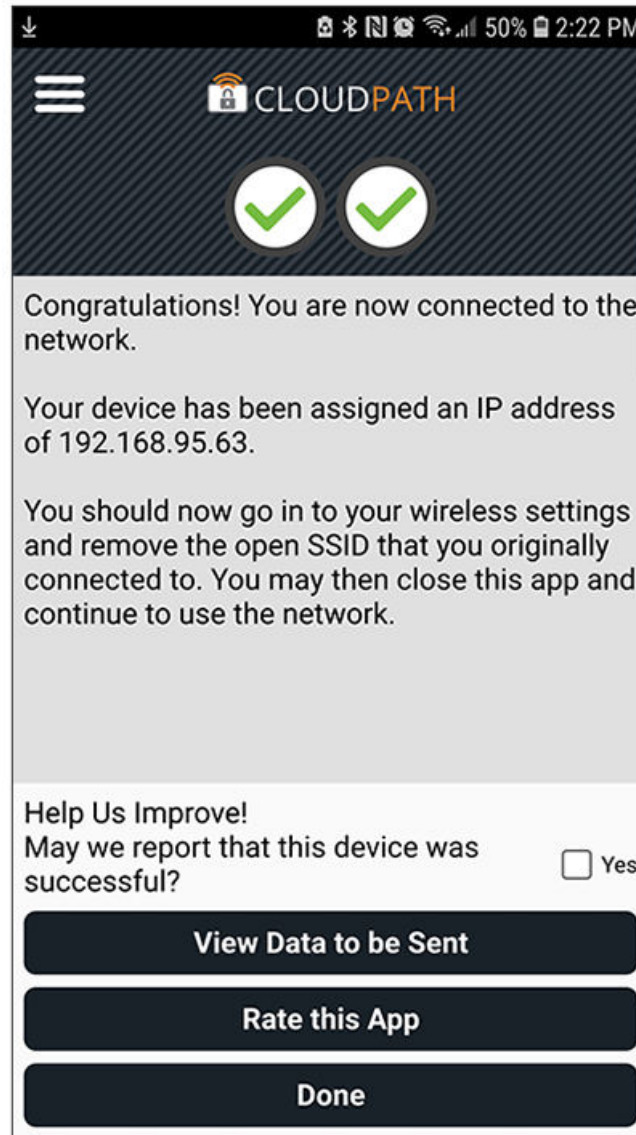 50% 2:22 PM
CLOUDPATH
Congratulations! You are now connected to the
network.
Your device has been assigned an IP address
of 192.168.95.63.
You should now go in to your wireless settings
and remove the open SSID that you originally
connected to. You may then close this app and
continue to use the network.
Help Us Improve!
May we report that this device was
successful?
Yes
View Data to be Sent
Rate this App
Done